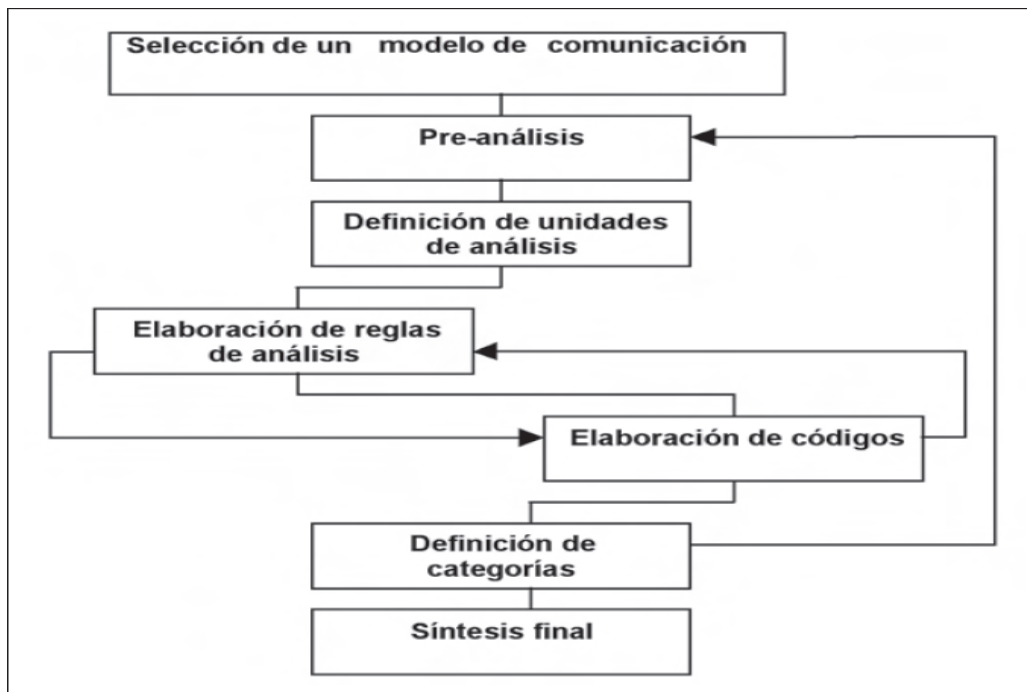 Selección de un modelo de comunicación
Pre-análisis
Definición de unidades
de análisis
Elaboración de reglas
de análisis
Elaboración de códigos
Definición de
categorías
Síntesis final